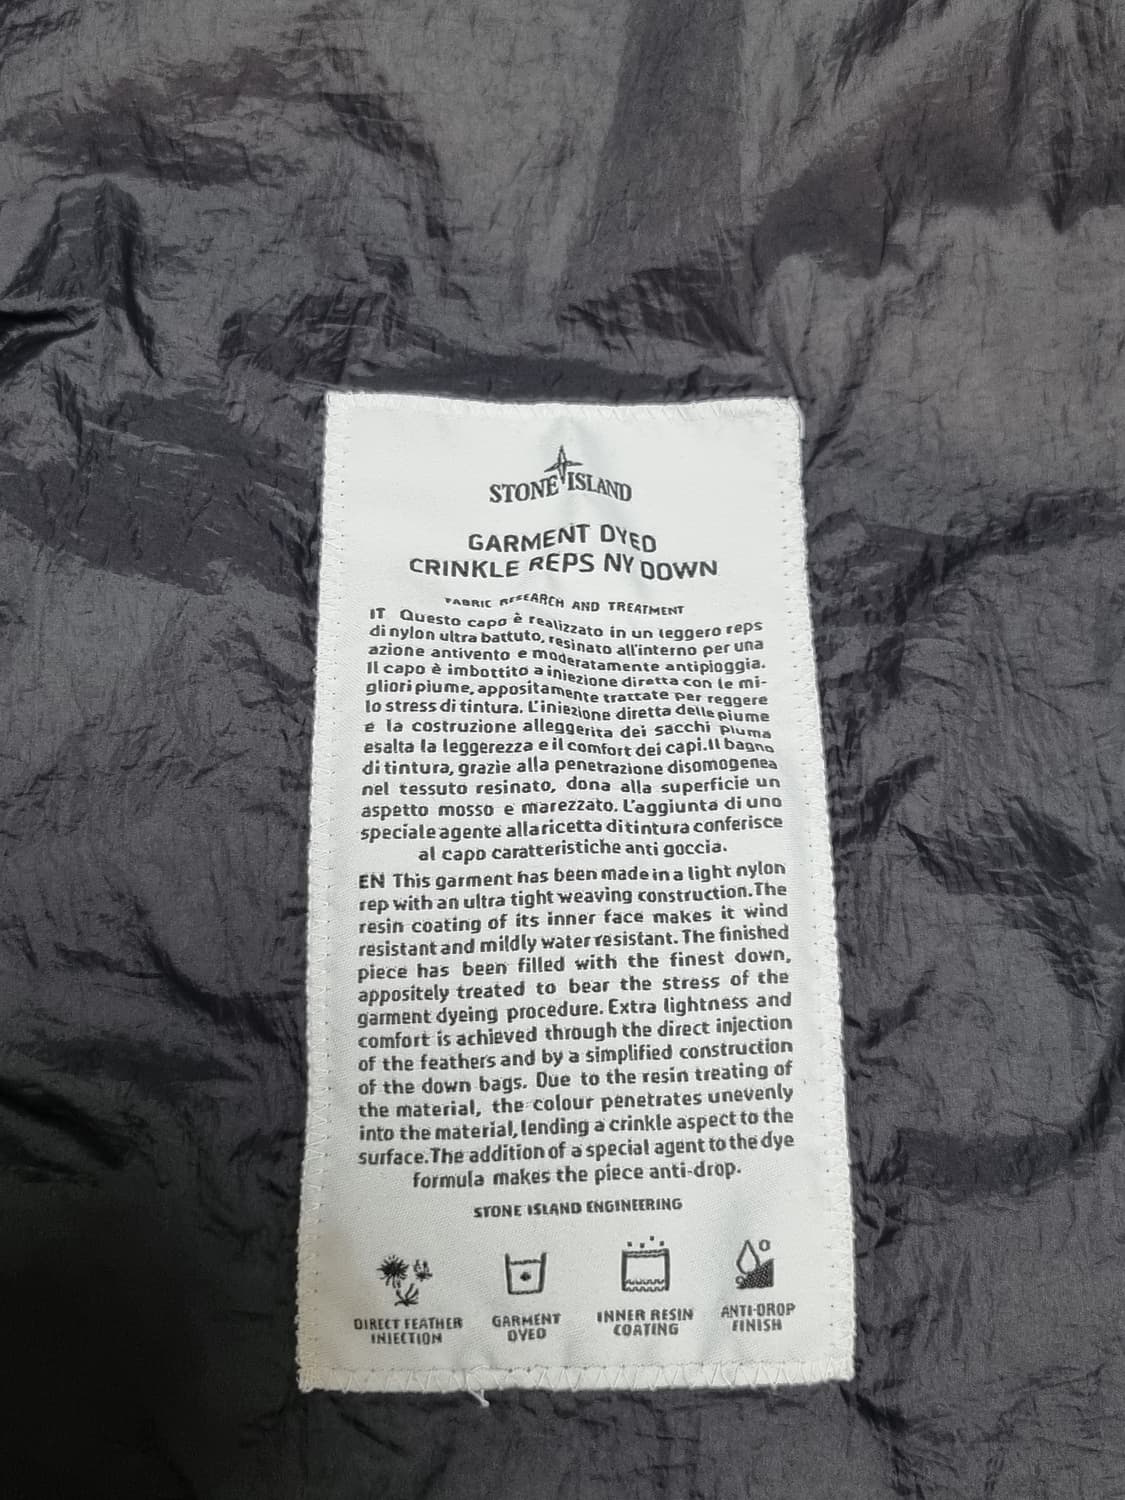 STONE ISLAND
GARMENT DYED
CRINKLE REPS NY DOWN
FABRIC RESEARCH AND TREATMENT
IT Questo capo è realizzato in un leggero reps
di nylon ultra battuto, resinato all'interno per una
azione antivento e moderatamente antipioggia.
Il capo è imbottito a iniezione diretta con le mi-
gliori piume, appositamente trattate per reggere
lo stress di tintura. L'iniezione diretta delle piume
e la costruzione alleggerita dei sacchi piuma
esalta la leggerezza e il comfort dei capi. Il bagno
di tintura, grazie alla penetrazione disomogenea
nel tessuto resinato, dona alla superficie un
aspetto mosso e marezzato. L'aggiunta di uno
speciale agente alla ricetta di tintura conferisce
al capo caratteristiche anti goccia.
EN This garment has been made in a light nylon
rep with an ultra tight weaving construction. The
resin coating of its inner face makes it wind
resistant and mildly water resistant. The finished
piece has been filled with the finest down,
appositely treated to bear the stress of the
garment dyeing procedure. Extra lightness and
comfort is achieved through the direct injection
of the feathers and by a simplified construction
of the down bags. Due to the resin treating of
the material, the colour penetrates unevenly
into the material, lending a crinkle aspect to the
surface. The addition of a special agent to the dye
formula makes the piece anti-drop.
STONE ISLAND ENGINEERING
DIRECT FEATHER
INJECTION
GARMENT
DYED
INNER RESIN
COATING
ANTI-DROP
FINISH